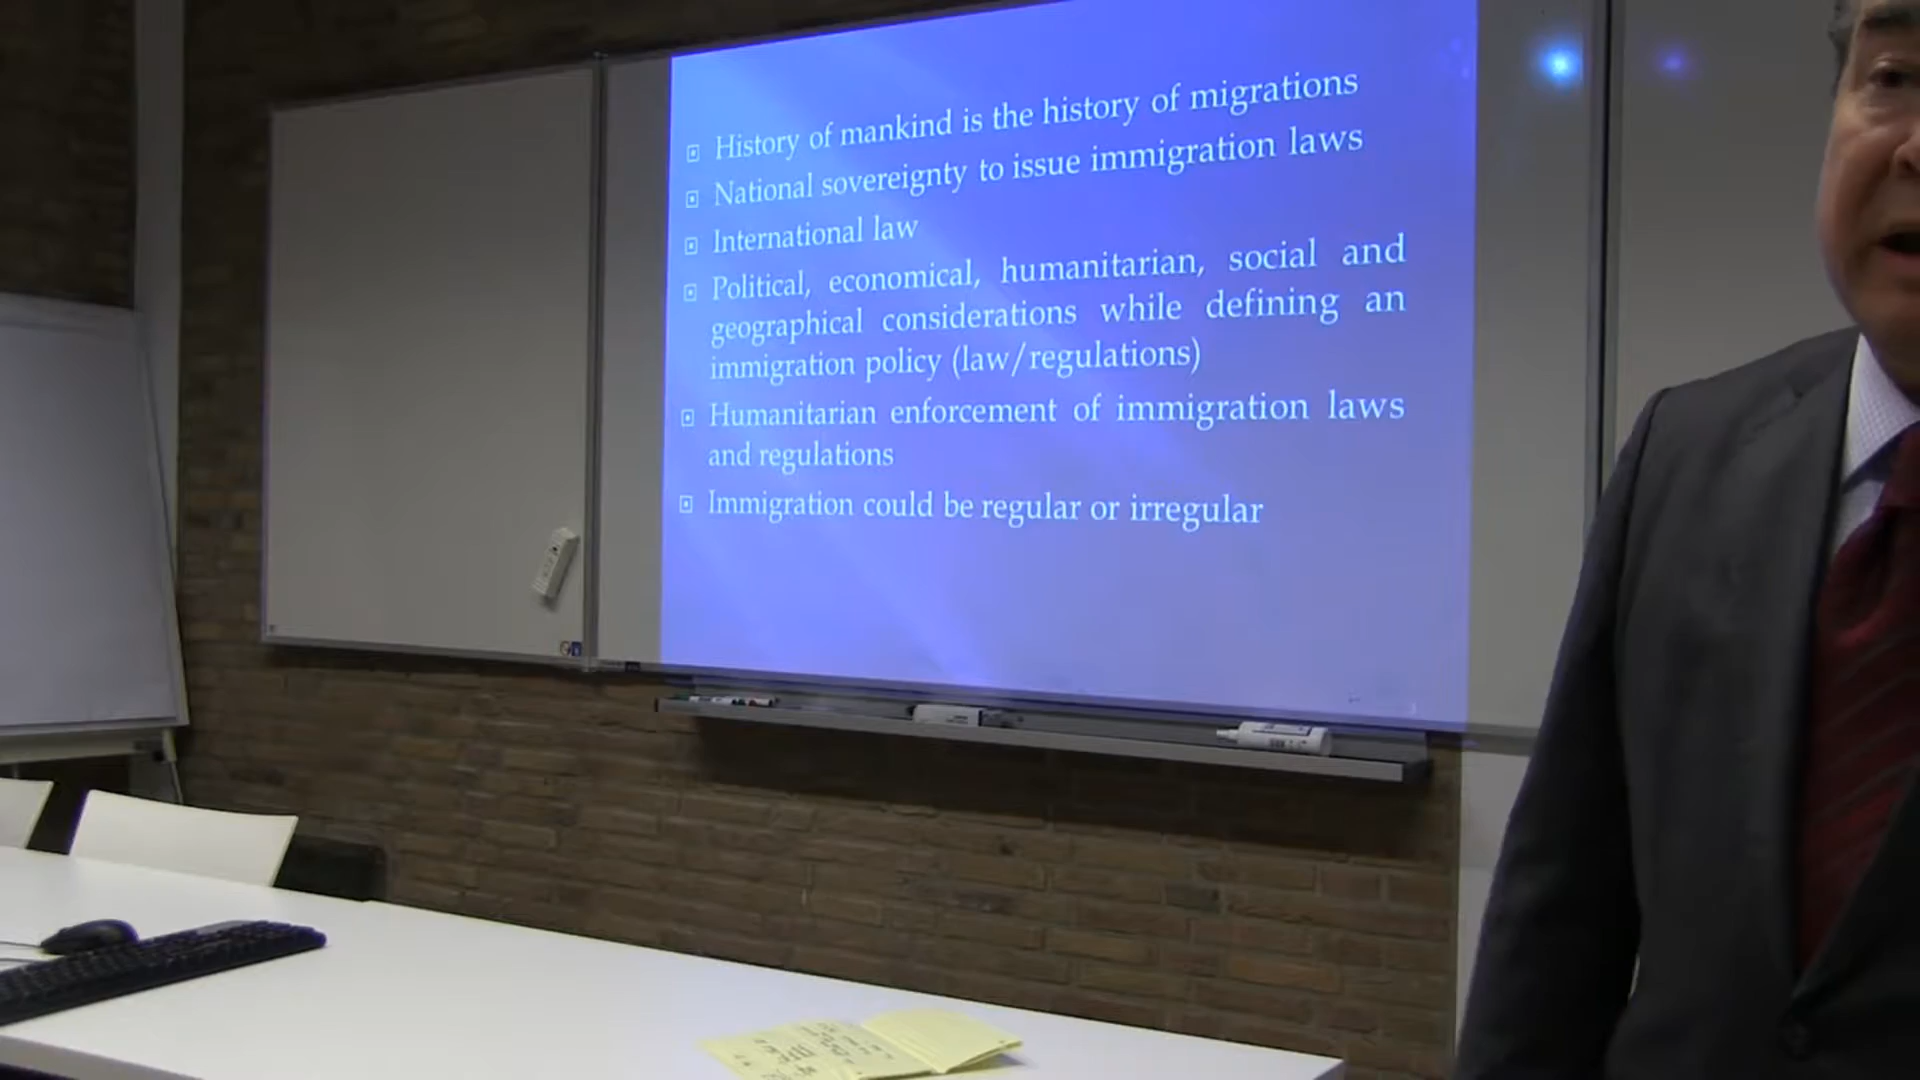 History of mankind is the history of migrations
National sovereignty to issue immigration laws
International law
Political, economical, humanitarian, social and
geographical considerations while defining an
immigration policy (law/regulations)
Humanitarian enforcement of immigration laws
and regulations
Immigration could be regular or irregular